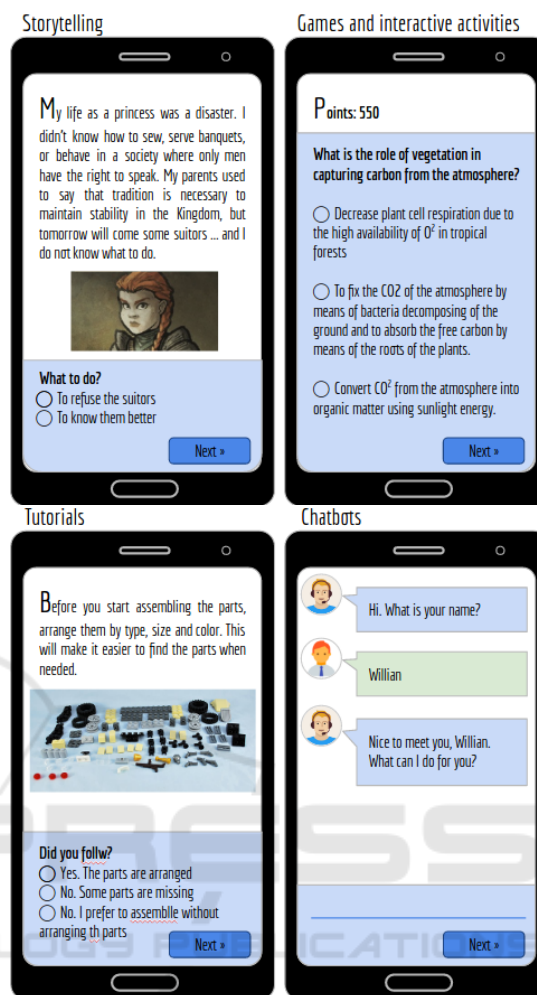 Storytelling
My life as a princess was a disaster. I
didn't know how to sew, serve banquets,
or behave in a society where only men
have the right to speak. My parents used
to say that tradition is necessary to
maintain stability in the Kingdom, but
tomorrow will come some suitors ... and I
do not know what to do.
What to do?
To refuse the suitors
To know them better
Next »
Games and interactive activities
Points: 550
What is the role of vegetation in
capturing carbon from the atmosphere?
Decrease plant cell respiration due to
the high availability of O² in tropical
forests
To fix the CO2 of the atmosphere by
means of bacteria decomposing of the
ground and to absorb the free carbon by
means of the roots of the plants.
Convert CO² from the atmosphere into
organic matter using sunlight energy.
Next »
Tutorials
Before you start assembling the parts,
arrange them by type, size and color. This
will make it easier to find the parts when
needed.
Did you follw?
Yes. The parts are arranged
No. Some parts are missing
No. I prefer to assemblle without
arranging th parts
Next »
Chatbots
Hi. What is your name?
Willian
Nice to meet you, Willian.
What can I do for you?
Next »